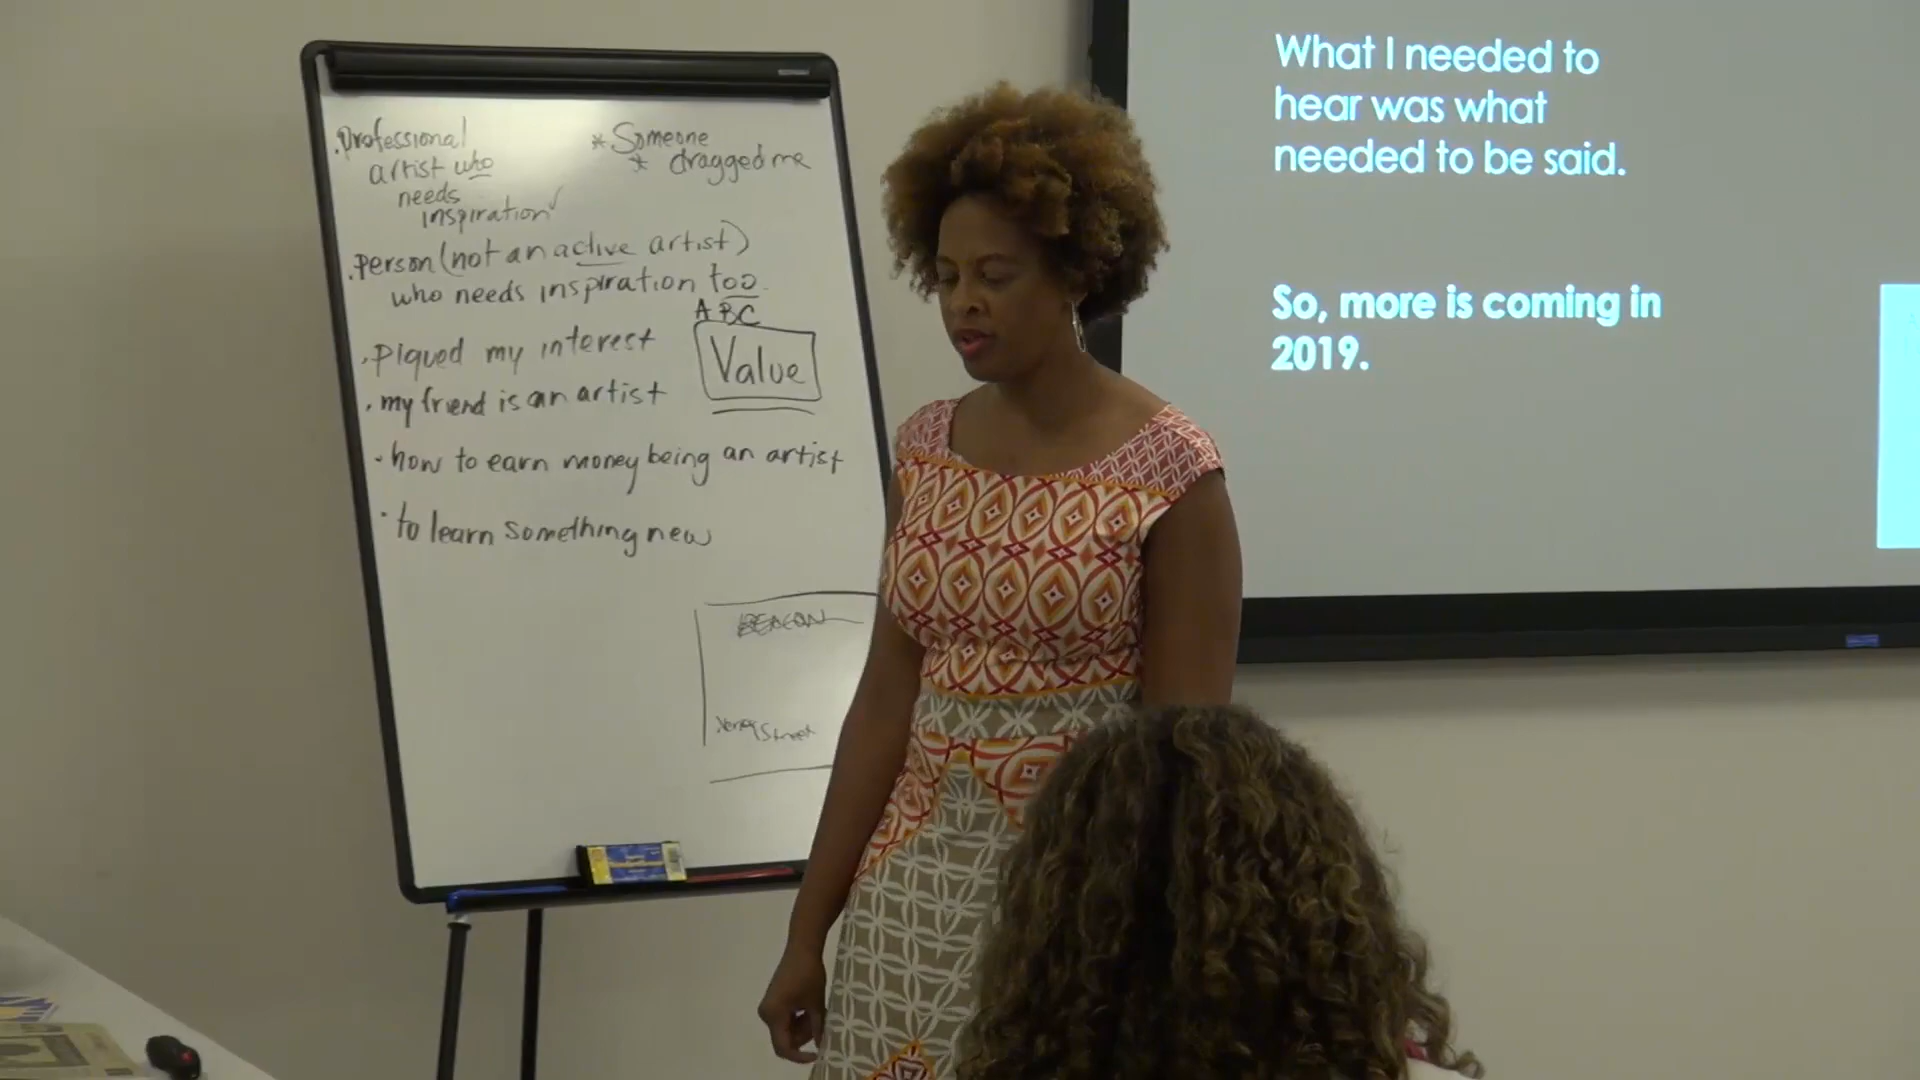 .Professional
artist who
needs
inspiration
* Someone
* dragged me
.Person (not an active artist)
who needs inspiration too
A B C
Value
.piqued my interest
.my friend is an artist
.how to earn money being an artist
.to learn something new
BEACON
Street
What I needed to
hear was what
needed to be said.
So, more is coming in
2019.